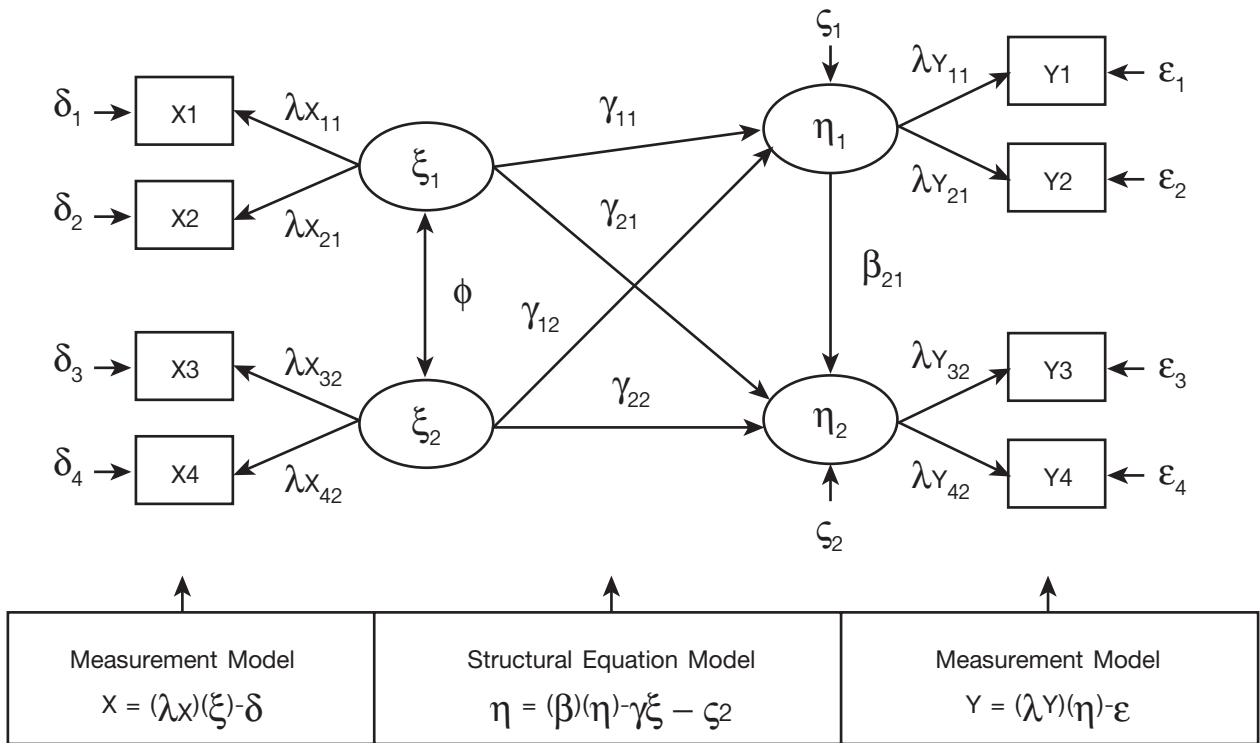 ς₁
δ₁ X1 λX₁₁ γ₁₁ η₁ λY₁₁ Y1 ε₁
ξ₁
δ₂ X2 λX₂₁ γ₂₁ λY₂₁ Y2 ε₂
φ β₂₁
γ₁₂
δ₃ X3 λX₃₂ λY₃₂ Y3 ε₃
ξ₂ γ₂₂ η₂
δ₄ X4 λX₄₂ λY₄₂ Y4 ε₄
ς₂
Measurement Model
X = (λX)(ξ)-δ
Structural Equation Model
η = (β)(η)-γξ – ς2
Measurement Model
Y = (λY)(η)-ε